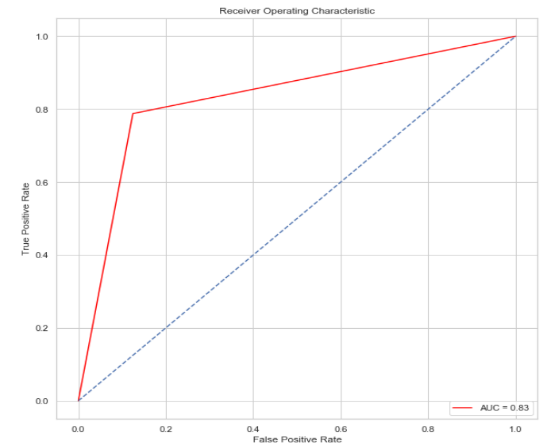 Receiver Operating Characteristic
True Positive Rate
1.0
0.8
0.6
0.4
0.2
0.0
AUC = 0.83
0.0 0.2 0.4 0.6 0.8 1.0
False Positive Rate